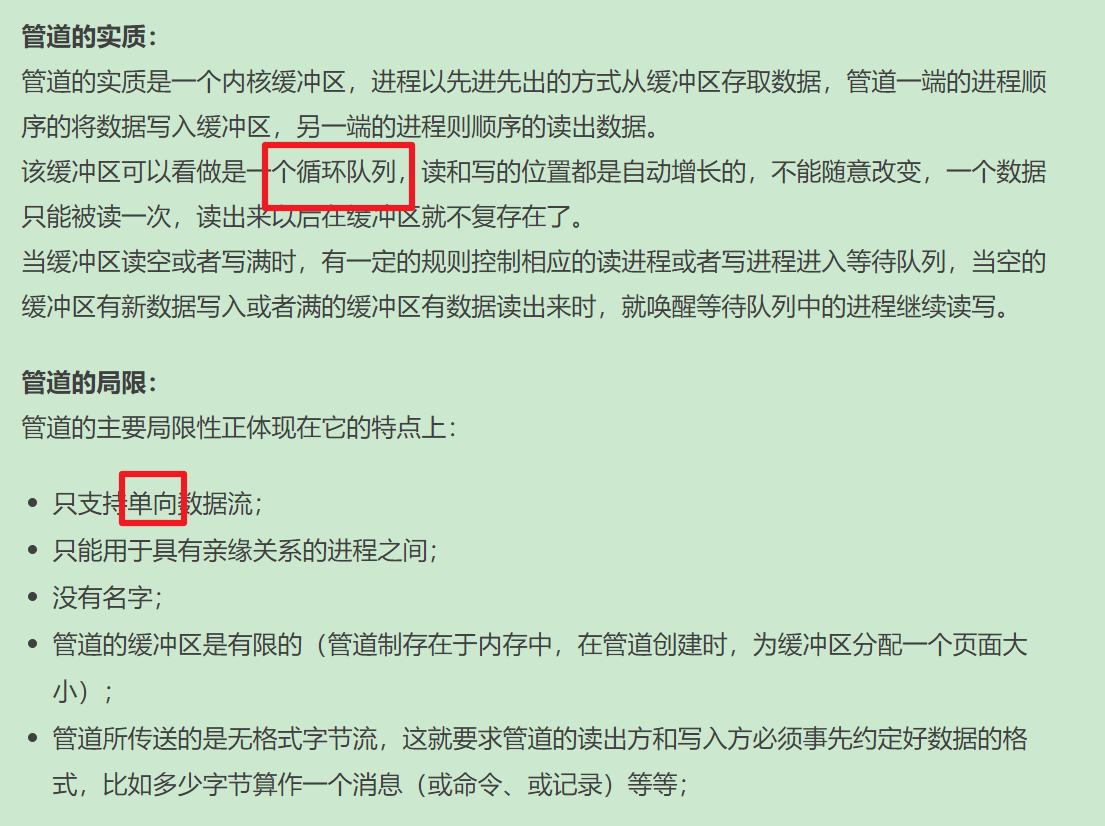 管道的实质：
管道的实质是一个内核缓冲区，进程以先进先出的方式从缓冲区存取数据，管道一端的进程顺
序的将数据写入缓冲区，另一端的进程则顺序的读出数据。
该缓冲区可以看做是一个循环队列，读和写的位置都是自动增长的，不能随意改变，一个数据
只能被读一次，读出来以后在缓冲区就不复存在了。
当缓冲区读空或者写满时，有一定的规则控制相应的读进程或者写进程进入等待队列，当空的
缓冲区有新数据写入或者满的缓冲区有数据读出来时，就唤醒等待队列中的进程继续读写。
管道的局限：
管道的主要局限性正体现在它的特点上：
• 只支持单向数据流；
• 只能用于具有亲缘关系的进程之间；
• 没有名字；
• 管道的缓冲区是有限的（管道制存在于内存中，在管道创建时，为缓冲区分配一个页面大
小）；
• 管道所传送的是无格式字节流，这就要求管道的读出方和写入方必须事先约定好数据的格
式，比如多少字节算作一个消息（或命令、或记录）等等；